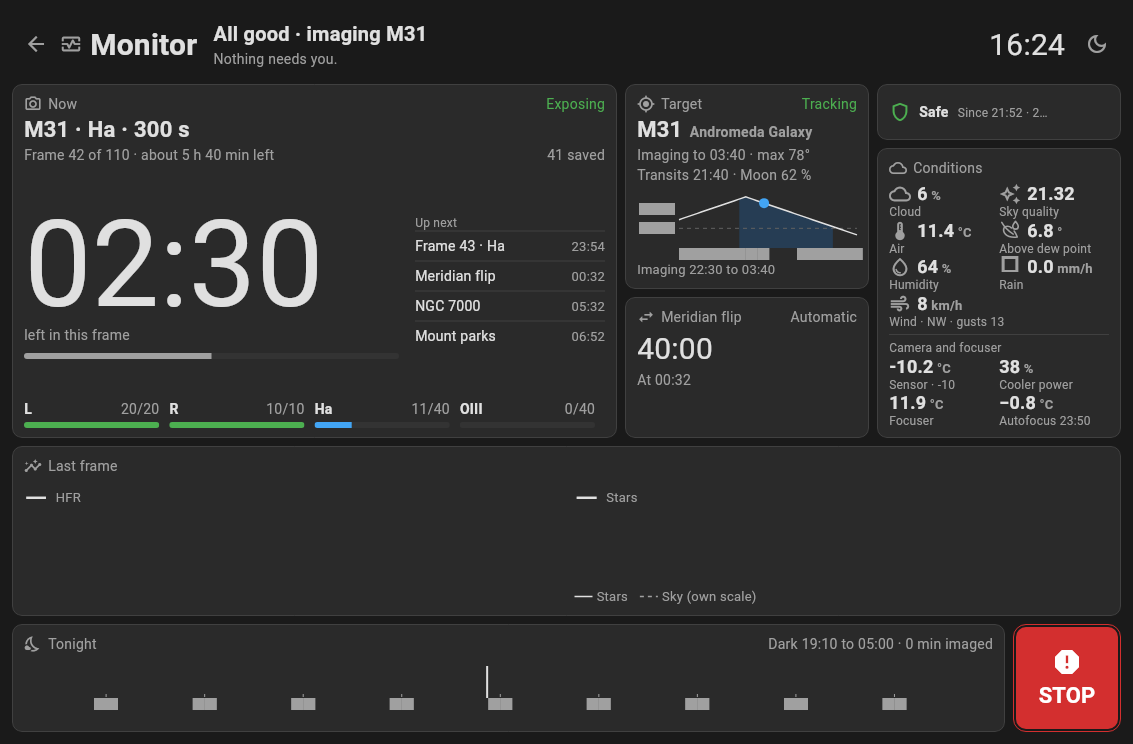 Monitor
All good · imaging M31
Nothing needs you.
16:24
Now
Exposing
M31 · Ha · 300 s
Frame 42 of 110 · about 5 h 40 min left
41 saved
02:30
left in this frame
Up next
Frame 43 · Ha 23:54
Meridian flip 00:32
NGC 7000 05:32
Mount parks 06:52
L 20/20 R 10/10 Ha 11/40 OIII 0/40
Target
Tracking
M31 Andromeda Galaxy
Imaging to 03:40 · max 78°
Transits 21:40 · Moon 62 %
Imaging 22:30 to 03:40
Meridian flip
Automatic
40:00
At 00:32
Safe Since 21:52 · 2…
Conditions
6 %
Cloud
21.32
Sky quality
11.4 °C
Air
6.8 °
Above dew point
64 %
Humidity
0.0 mm/h
Rain
8 km/h
Wind · NW · gusts 13
Camera and focuser
-10.2 °C
Sensor · -10
38 %
Cooler power
11.9 °C
Focuser
−0.8 °C
Autofocus 23:50
Last frame
HFR
Stars
Stars Sky (own scale)
Tonight
Dark 19:10 to 05:00 · 0 min imaged
STOP